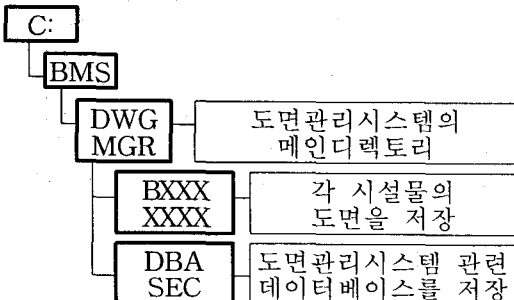 C:
BMS
DWG
MGR
도면관리시스템의
메인디렉토리
BXXX
XXXX
각 시설물의
도면을 저장
DBA
SEC
도면관리시스템 관련
데이터베이스를 저장